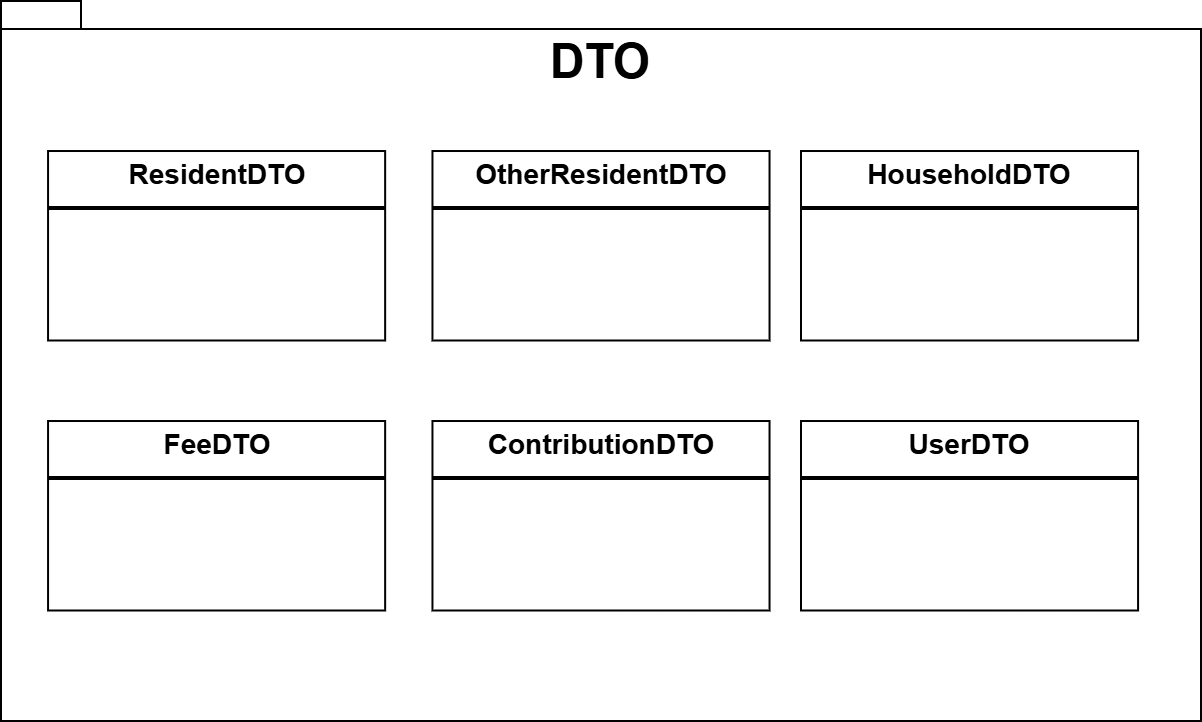 DTO
ResidentDTO
OtherResidentDTO
HouseholdDTO
FeeDTO
ContributionDTO
UserDTO